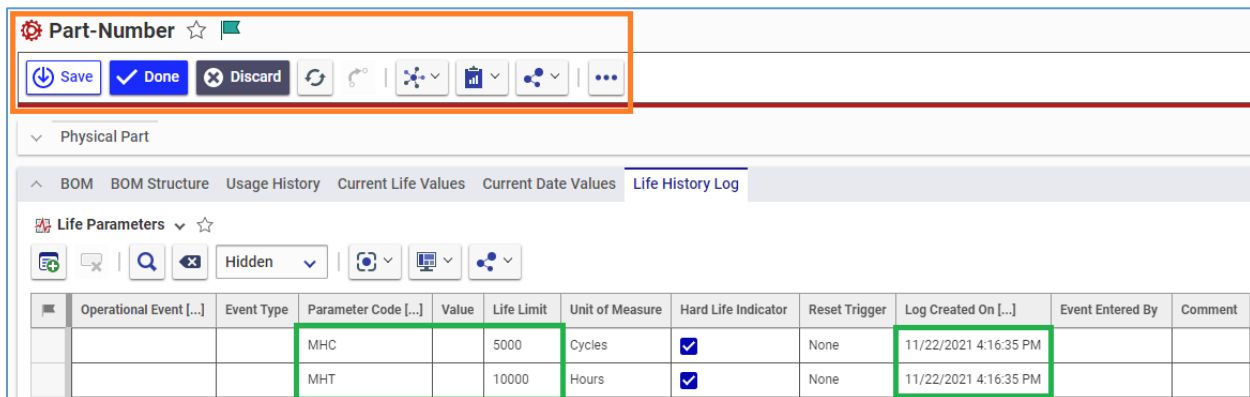 Part-Number
Save Done Discard
Physical Part
BOM BOM Structure Usage History Current Life Values Current Date Values Life History Log
Life Parameters
Hidden
Operational Event [...] Event Type Parameter Code [...] Value Life Limit Unit of Measure Hard Life Indicator Reset Trigger Log Created On [...] Event Entered By Comment
MHC 5000 Cycles None 11/22/2021 4:16:35 PM
MHT 10000 Hours None 11/22/2021 4:16:35 PM